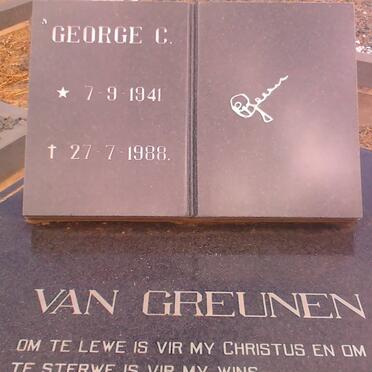 GEORGE C.
★ 7-9-1941
† 27-7-1988.
VAN GREUNEN
OM TE LEWE IS VIR MY CHRISTUS EN OM
TE STERWE IS VIR MY WINS